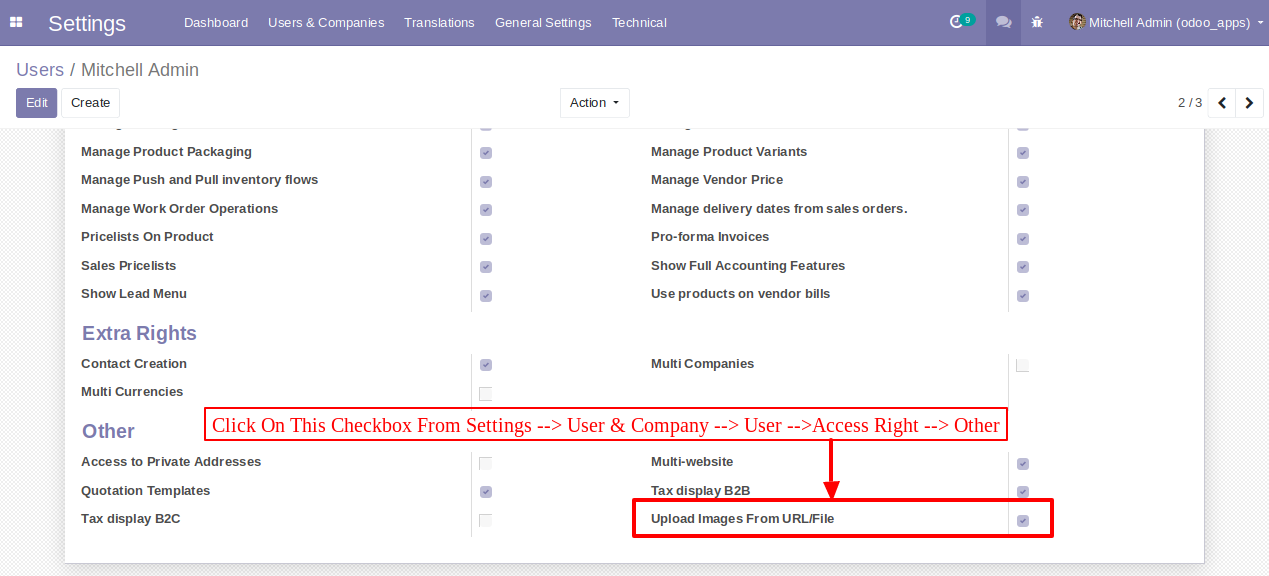 Settings Dashboard Users & Companies Translations General Settings Technical 9 Mitchell Admin (odoo_apps)
Users / Mitchell Admin
Edit Create Action 2 / 3
Manage Product Packaging Manage Product Variants
Manage Push and Pull inventory flows Manage Vendor Price
Manage Work Order Operations Manage delivery dates from sales orders.
Pricelists On Product Pro-forma Invoices
Sales Pricelists Show Full Accounting Features
Show Lead Menu Use products on vendor bills
Extra Rights
Contact Creation Multi Companies
Multi Currencies
Click On This Checkbox From Settings --> User & Company --> User -->Access Right --> Other
Other
Access to Private Addresses Multi-website
Quotation Templates Tax display B2B
Tax display B2C Upload Images From URL/File